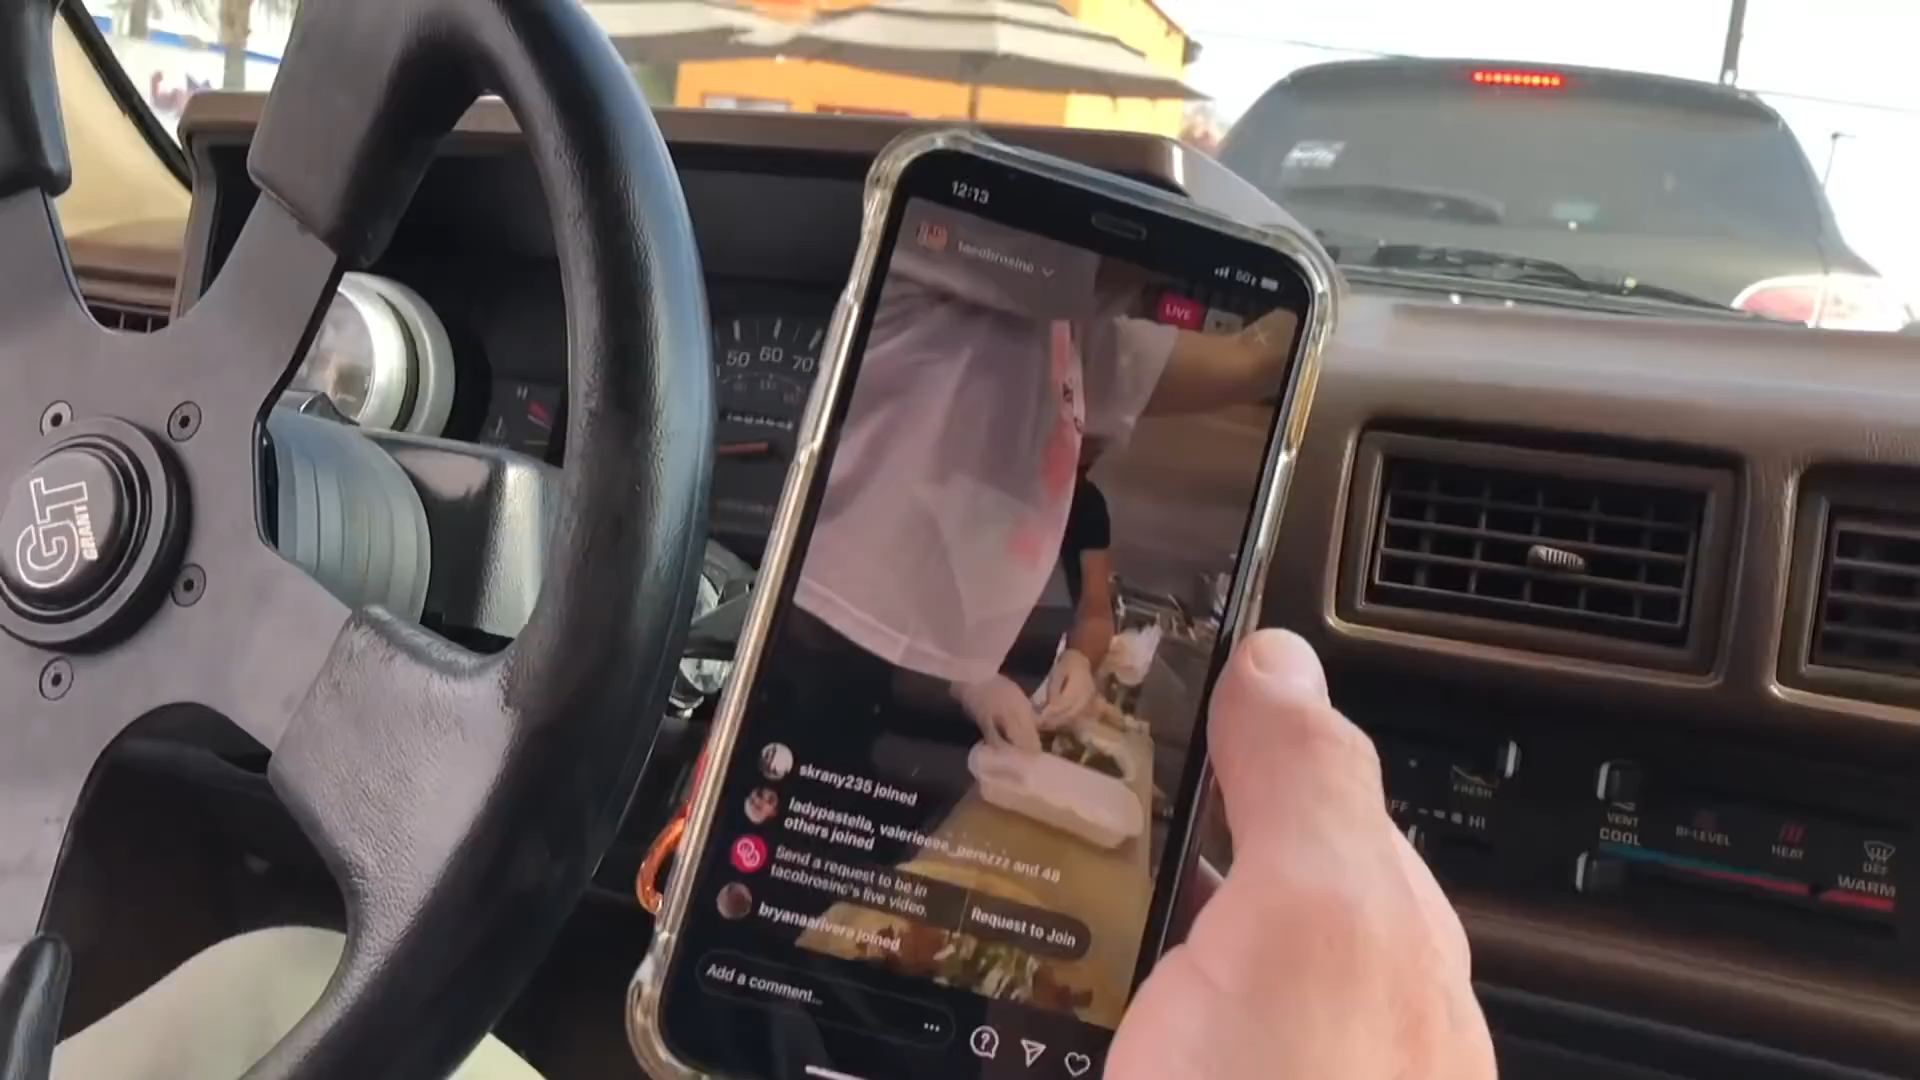 12:13
tacobrosinc
LIVE
50 60 70
H
GT
GRANT
skrany235 joined
ladypastella, valerieeee_perezzz and 48
others joined
Send a request to be in
tacobrosinc's live video.
Request to Join
bryanaarivera joined
Add a comment...
FRESH
HI
VENT
COOL
BI-LEVEL
HEAT
DEF
WARM